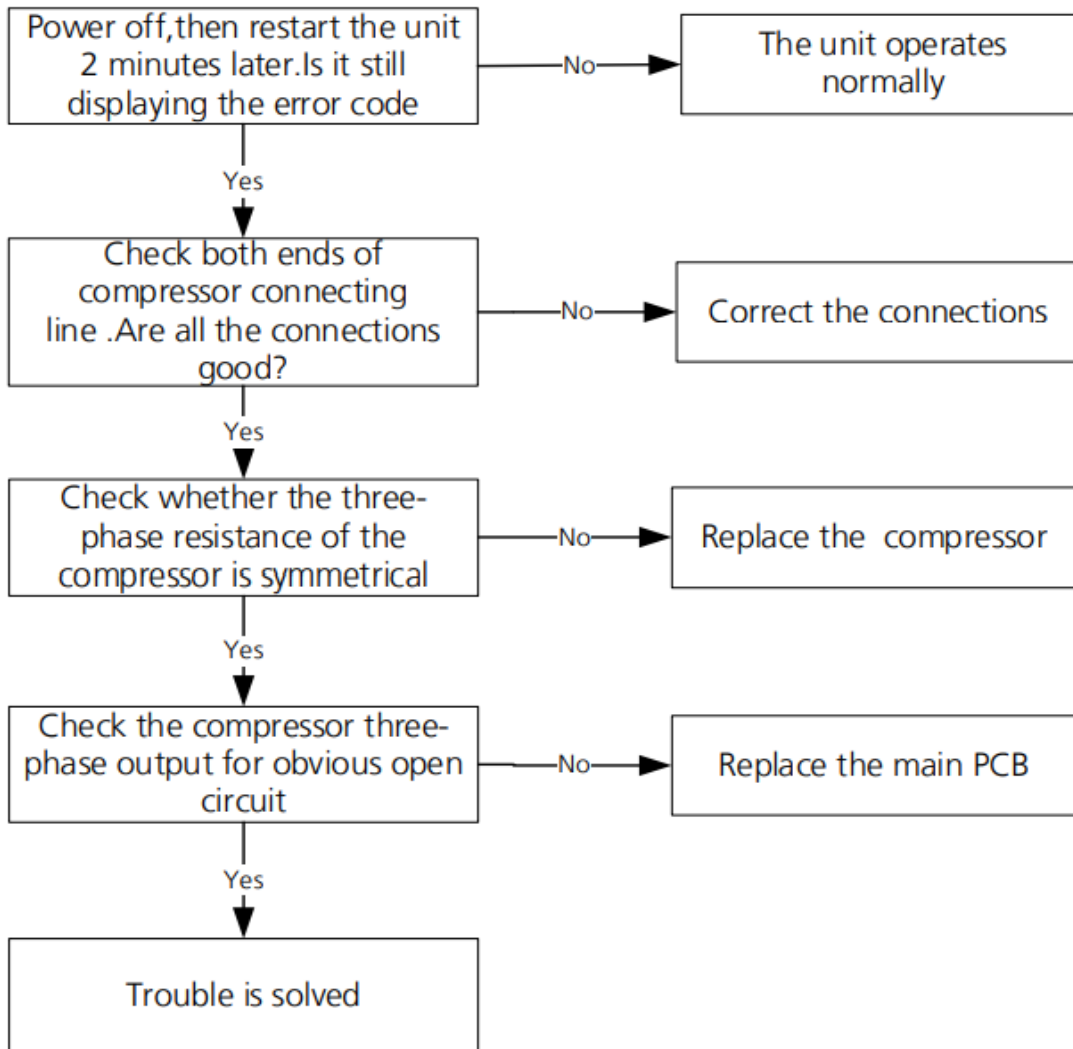 Power off,then restart the unit
2 minutes later.Is it still
displaying the error code
No
The unit operates
normally
Yes
Check both ends of
compressor connecting
line .Are all the connections
good?
No
Correct the connections
Yes
Check whether the three-
phase resistance of the
compressor is symmetrical
No
Replace the  compressor
Yes
Check the compressor three-
phase output for obvious open
circuit
No
Replace the main PCB
Yes
Trouble is solved